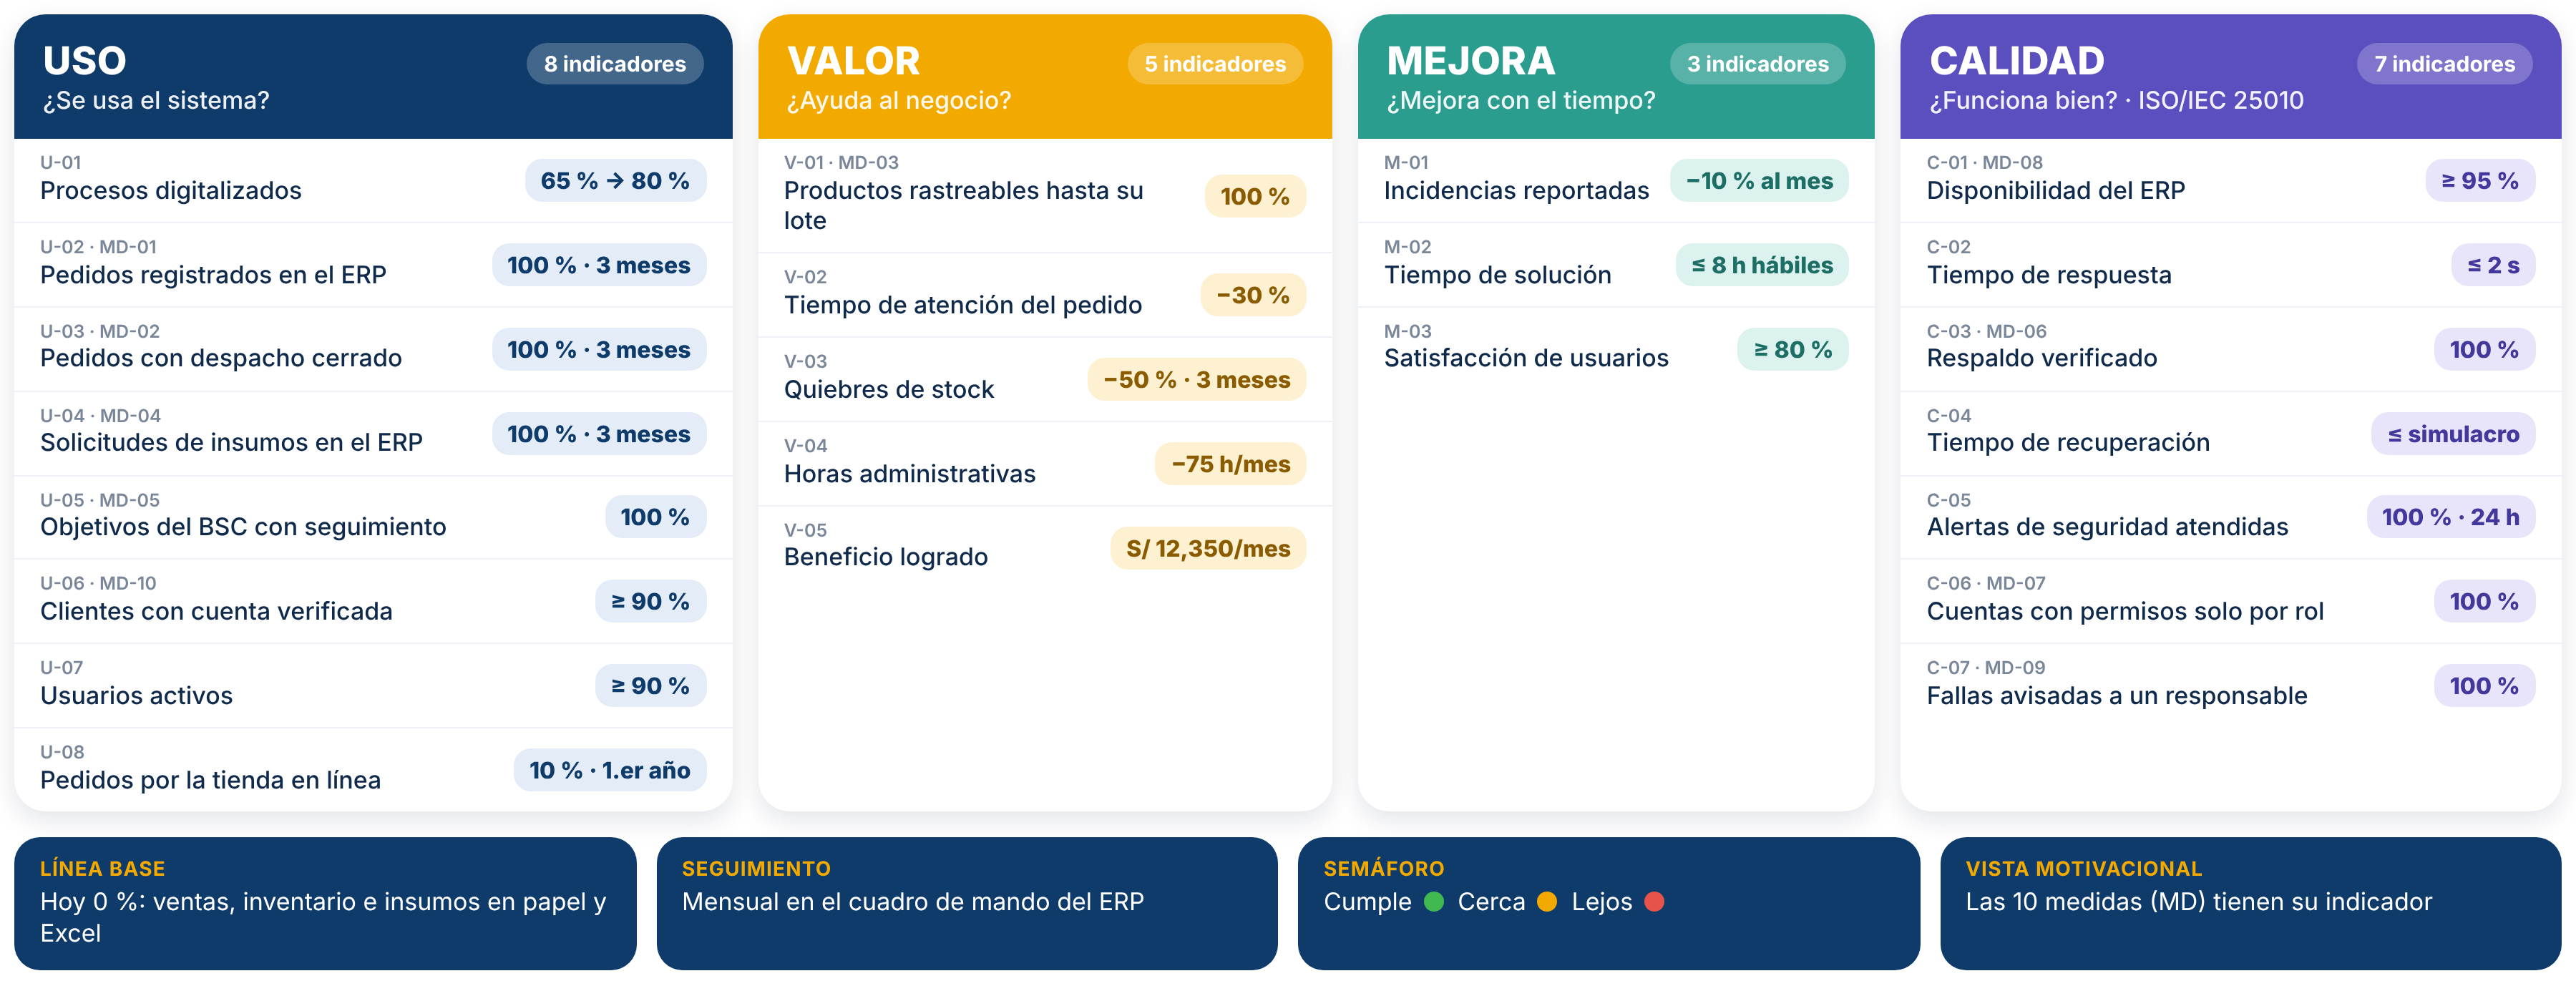 USO
8 indicadores
¿Se usa el sistema?
U-01
Procesos digitalizados
65 % → 80 %
U-02 · MD-01
Pedidos registrados en el ERP
100 % · 3 meses
U-03 · MD-02
Pedidos con despacho cerrado
100 % · 3 meses
U-04 · MD-04
Solicitudes de insumos en el ERP
100 % · 3 meses
U-05 · MD-05
Objetivos del BSC con seguimiento
100 %
U-06 · MD-10
Clientes con cuenta verificada
≥ 90 %
U-07
Usuarios activos
≥ 90 %
U-08
Pedidos por la tienda en línea
10 % · 1.er año
VALOR
5 indicadores
¿Ayuda al negocio?
V-01 · MD-03
Productos rastreables hasta su
lote
100 %
V-02
Tiempo de atención del pedido
−30 %
V-03
Quiebres de stock
−50 % · 3 meses
V-04
Horas administrativas
−75 h/mes
V-05
Beneficio logrado
S/ 12,350/mes
MEJORA
3 indicadores
¿Mejora con el tiempo?
M-01
Incidencias reportadas
−10 % al mes
M-02
Tiempo de solución
≤ 8 h hábiles
M-03
Satisfacción de usuarios
≥ 80 %
CALIDAD
7 indicadores
¿Funciona bien? · ISO/IEC 25010
C-01 · MD-08
Disponibilidad del ERP
≥ 95 %
C-02
Tiempo de respuesta
≤ 2 s
C-03 · MD-06
Respaldo verificado
100 %
C-04
Tiempo de recuperación
≤ simulacro
C-05
Alertas de seguridad atendidas
100 % · 24 h
C-06 · MD-07
Cuentas con permisos solo por rol
100 %
C-07 · MD-09
Fallas avisadas a un responsable
100 %
LÍNEA BASE
Hoy 0 %: ventas, inventario e insumos en papel y
Excel
SEGUIMIENTO
Mensual en el cuadro de mando del ERP
SEMÁFORO
Cumple Cerca Lejos
VISTA MOTIVACIONAL
Las 10 medidas (MD) tienen su indicador